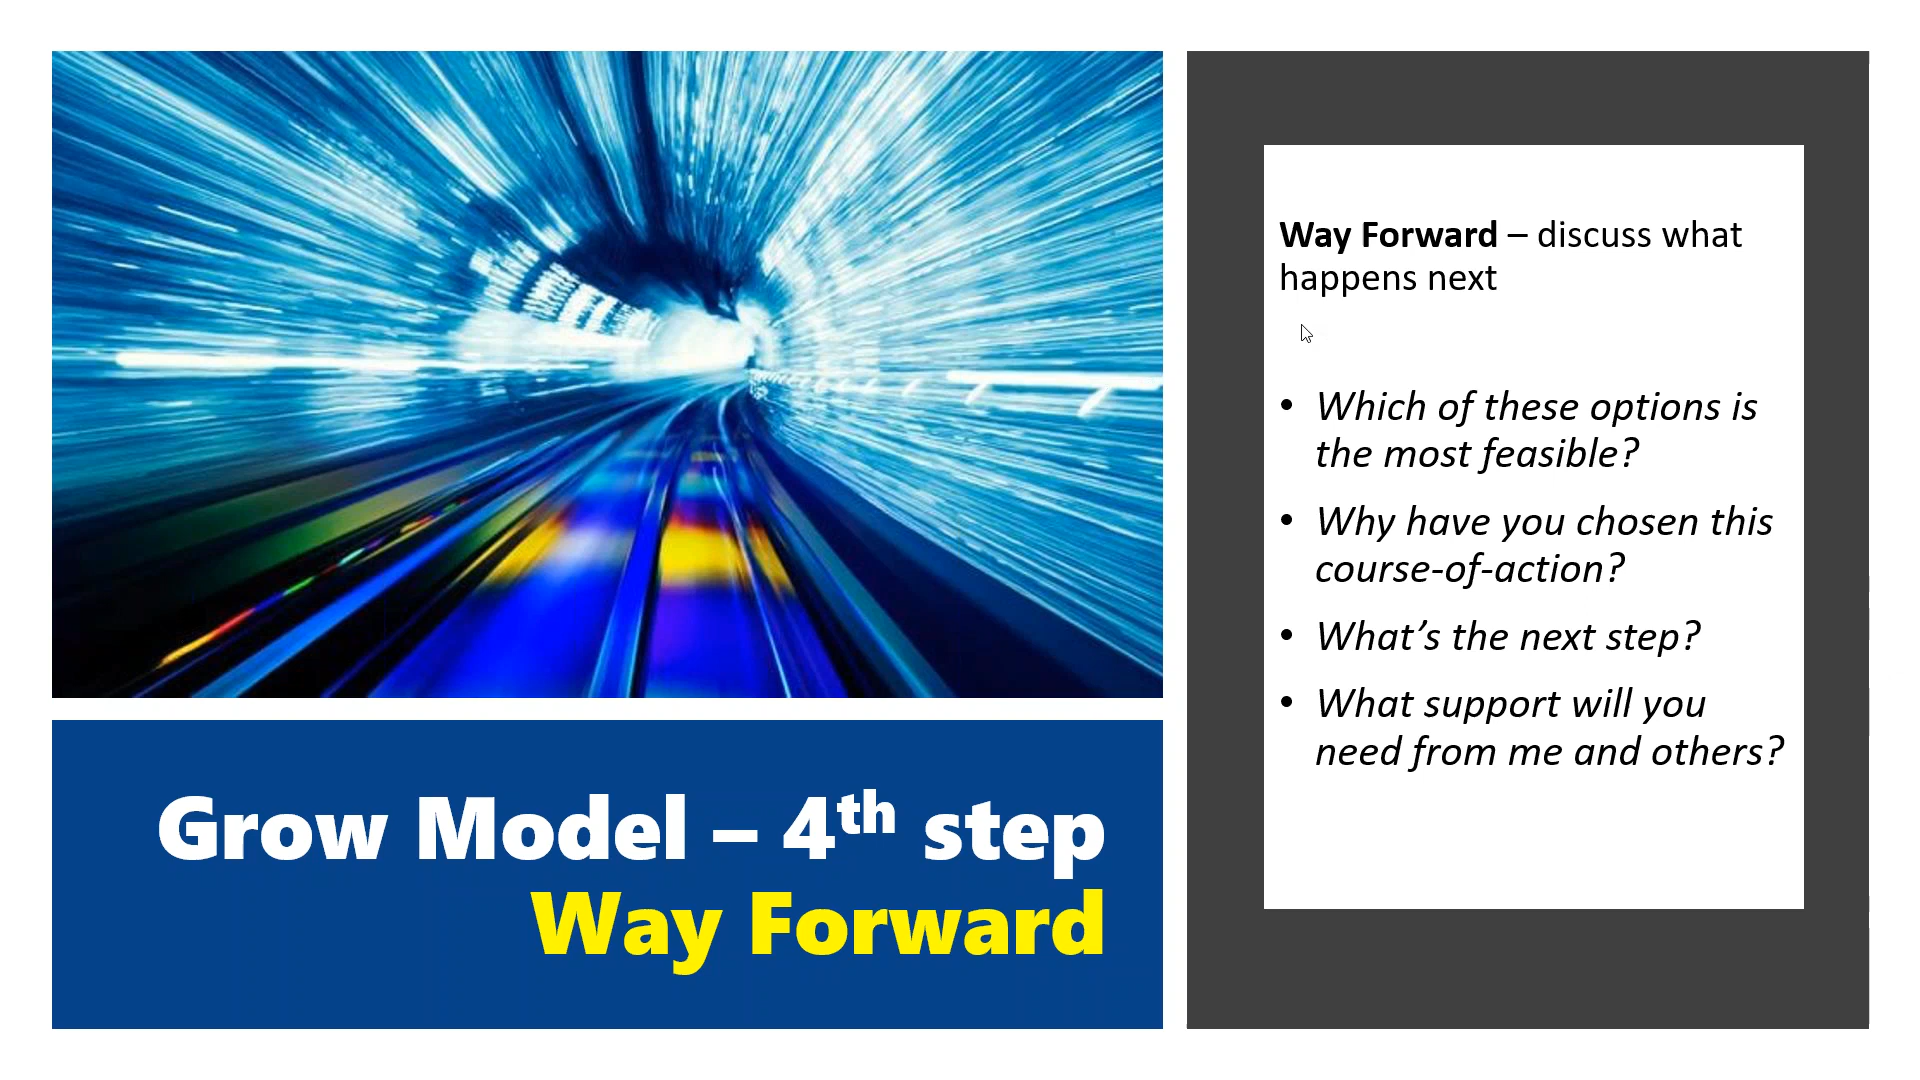 Grow Model – 4th step
Way Forward
Way Forward – discuss what
happens next
• Which of these options is
the most feasible?
• Why have you chosen this
course-of-action?
• What’s the next step?
• What support will you
need from me and others?